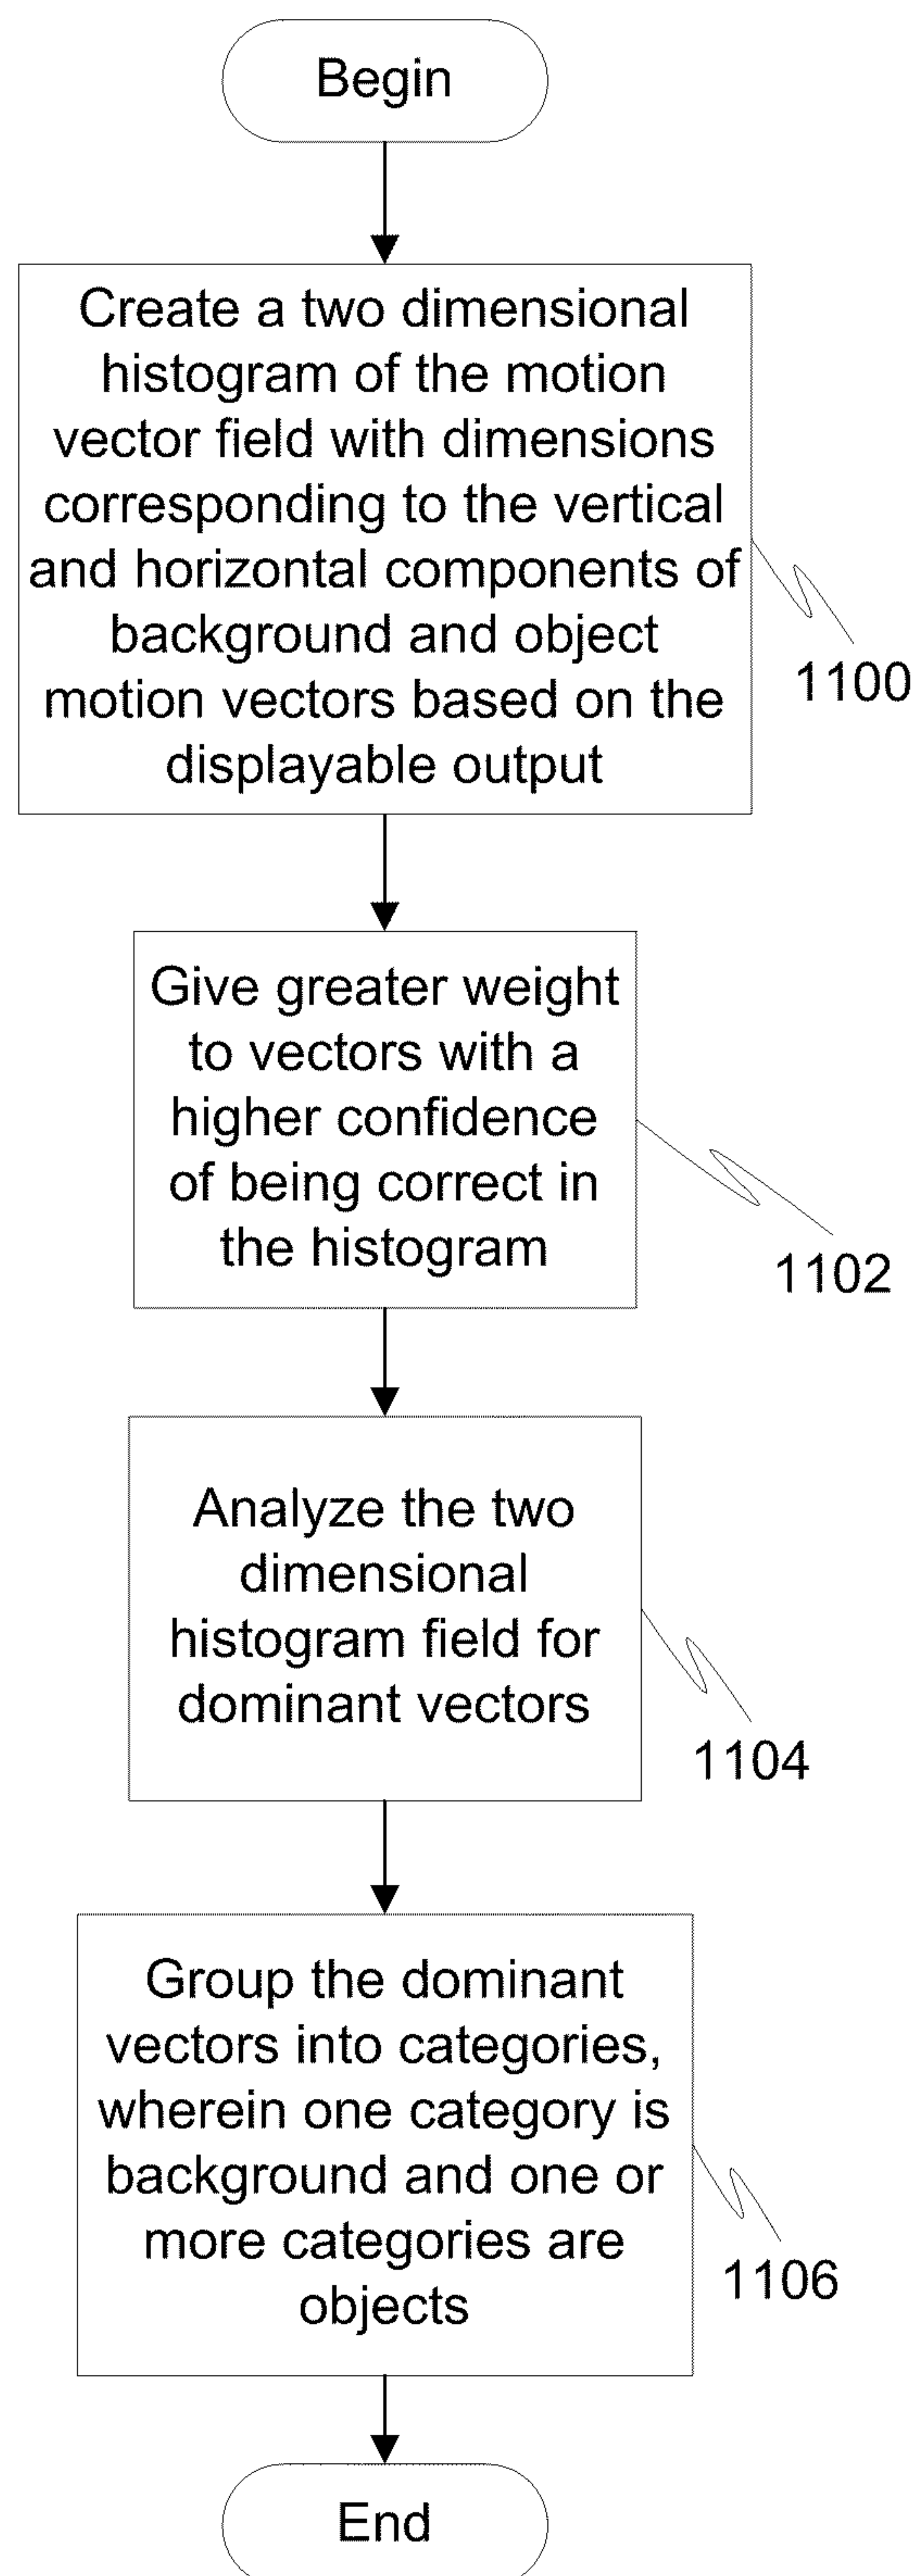 Begin
Create a two dimensional
histogram of the motion
vector field with dimensions
corresponding to the vertical
and horizontal components of
background and object
motion vectors based on the
displayable output
1100
Give greater weight
to vectors with a
higher confidence
of being correct in
the histogram
1102
Analyze the two
dimensional
histogram field for
dominant vectors
1104
Group the dominant
vectors into categories,
wherein one category is
background and one or
more categories are
objects
1106
End